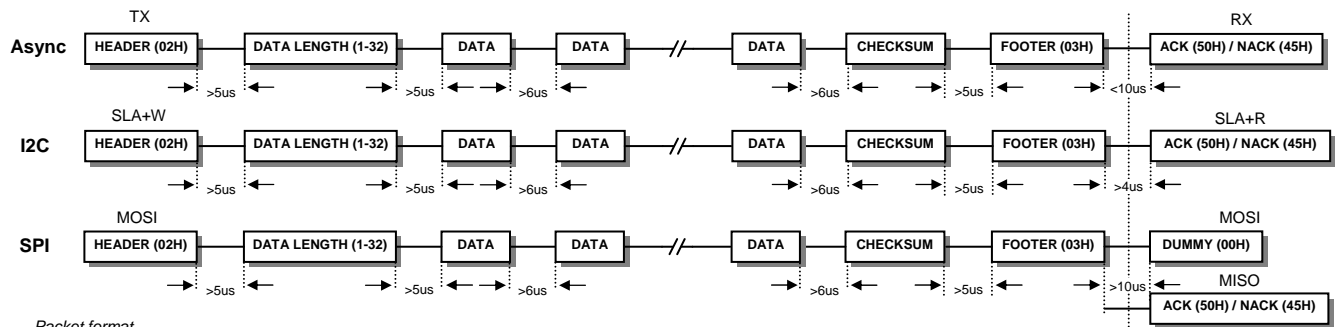 TX RX
Async HEADER (02H) DATA LENGTH (1-32) DATA DATA // DATA CHECKSUM FOOTER (03H) ACK (50H) / NACK (45H)
>5us >5us >6us >6us >5us <10us
SLA+W SLA+R
I2C HEADER (02H) DATA LENGTH (1-32) DATA DATA // DATA CHECKSUM FOOTER (03H) ACK (50H) / NACK (45H)
>5us >5us >6us >6us >5us >4us
MOSI MOSI
SPI HEADER (02H) DATA LENGTH (1-32) DATA DATA // DATA CHECKSUM FOOTER (03H) DUMMY (00H)
>5us >5us >6us >6us >5us >10us MISO
ACK (50H) / NACK (45H)
Packet format